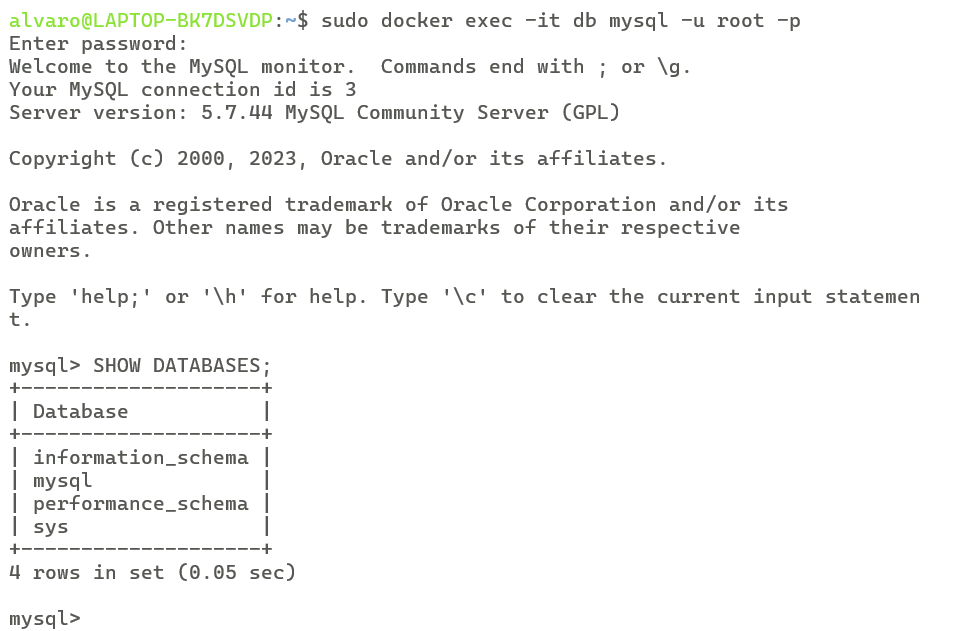 alvaro@LAPTOP-BK7DSVDP:~$ sudo docker exec -it db mysql -u root -p
Enter password:
Welcome to the MySQL monitor.  Commands end with ; or \g.
Your MySQL connection id is 3
Server version: 5.7.44 MySQL Community Server (GPL)

Copyright (c) 2000, 2023, Oracle and/or its affiliates.

Oracle is a registered trademark of Oracle Corporation and/or its
affiliates. Other names may be trademarks of their respective
owners.

Type 'help;' or '\h' for help. Type '\c' to clear the current input statemen
t.

mysql> SHOW DATABASES;
+--------------------+
| Database           |
+--------------------+
| information_schema |
| mysql              |
| performance_schema |
| sys                |
+--------------------+
4 rows in set (0.05 sec)

mysql>